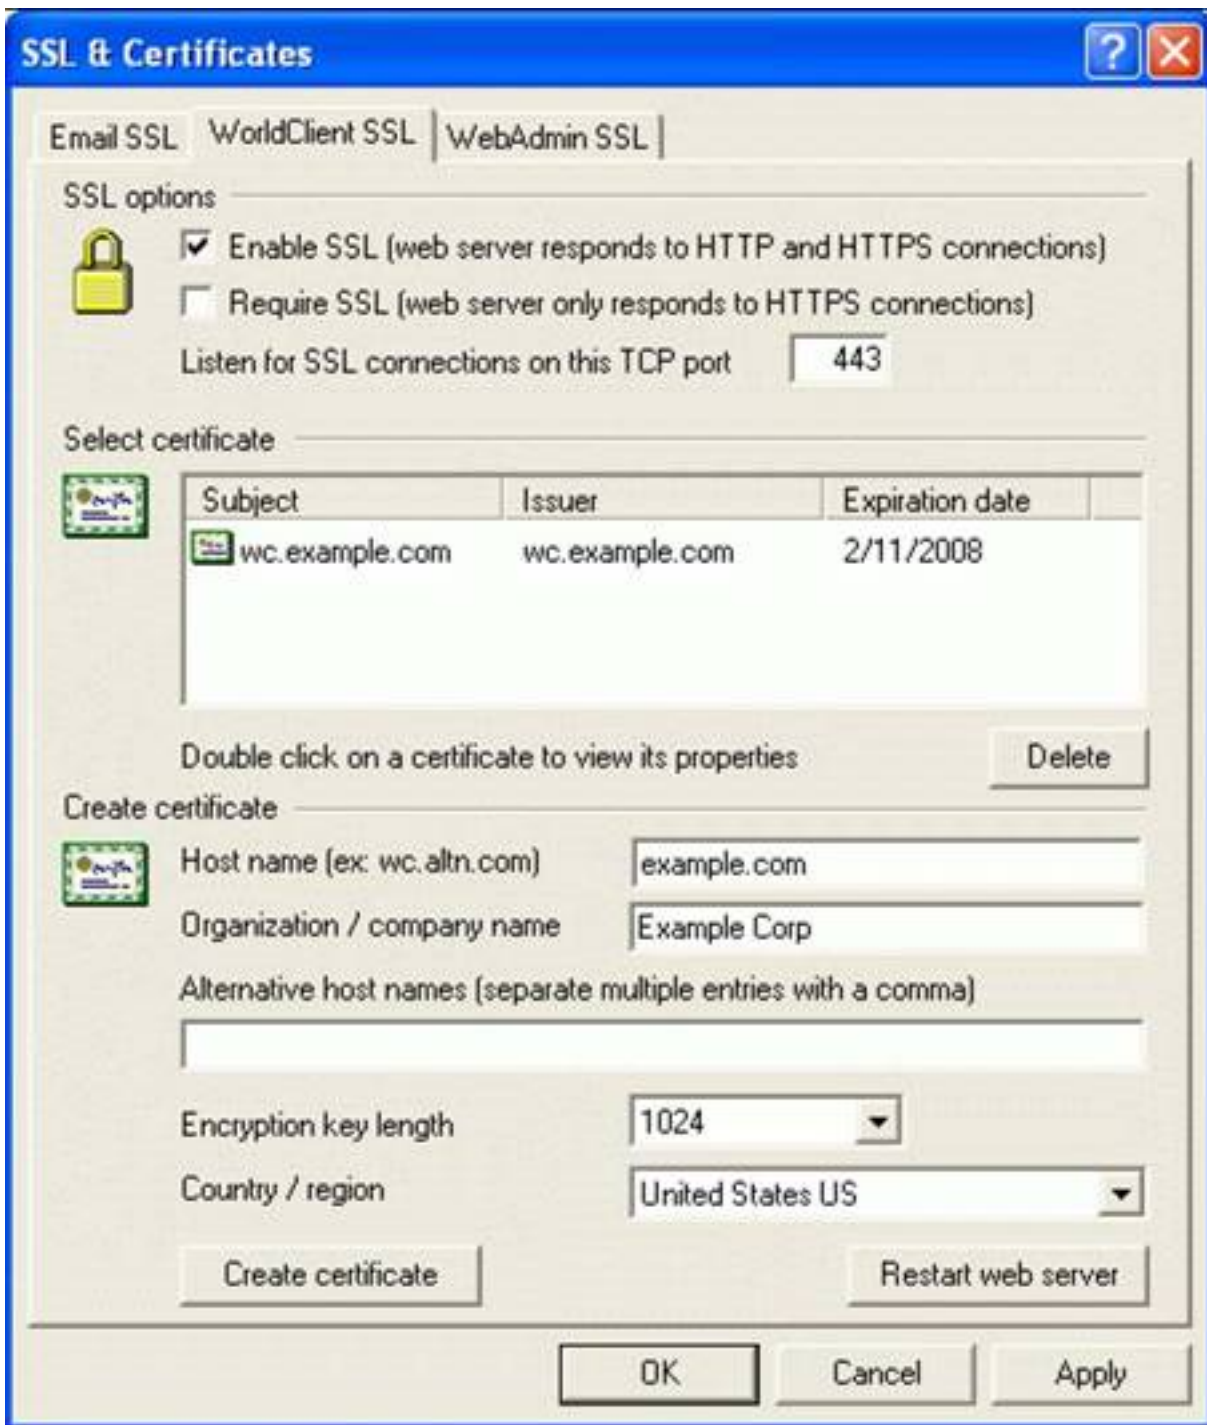 SSL & Certificates
Email SSL WorldClient SSL WebAdmin SSL
SSL options
Enable SSL (web server responds to HTTP and HTTPS connections)
Require SSL (web server only responds to HTTPS connections)
Listen for SSL connections on this TCP port 443
Select certificate
Subject Issuer Expiration date
wc.example.com wc.example.com 2/11/2008
Double click on a certificate to view its properties Delete
Create certificate
Host name (ex: wc.altn.com) example.com
Organization / company name Example Corp
Alternative host names (separate multiple entries with a comma)
Encryption key length 1024
Country / region United States US
Create certificate Restart web server
OK Cancel Apply